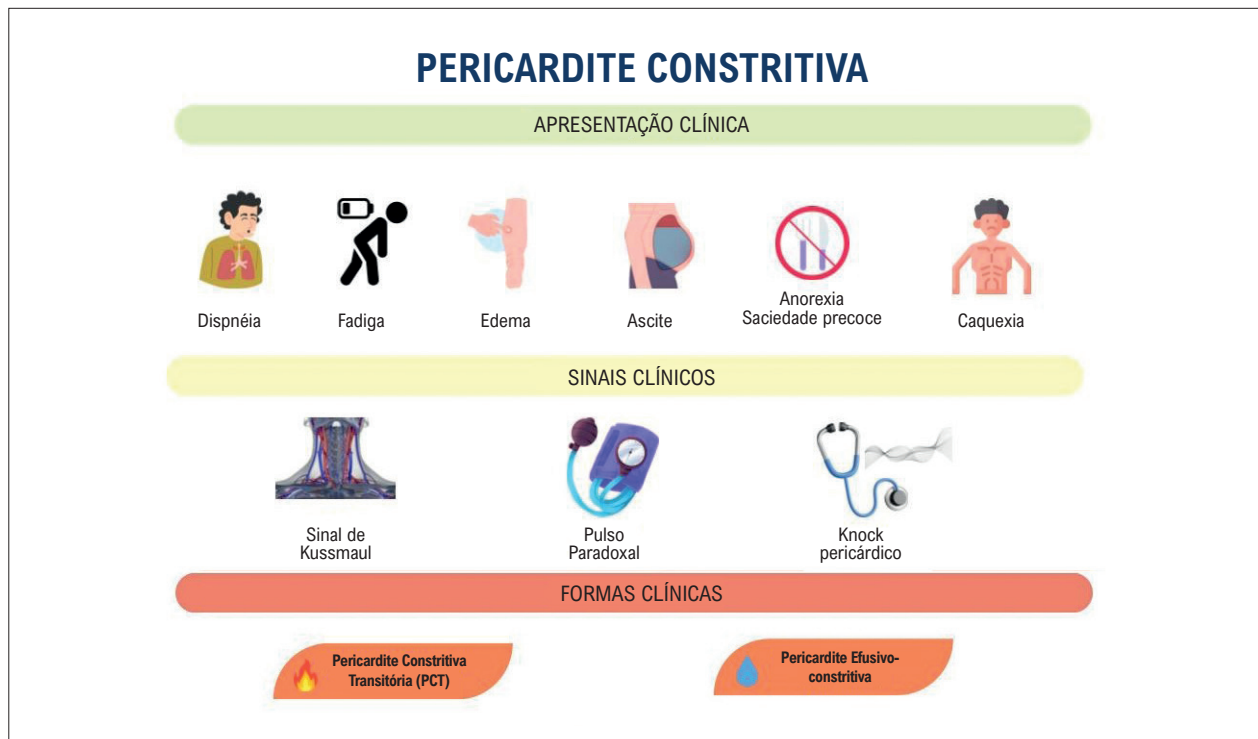 PERICARDITE CONSTRITIVA
APRESENTAÇÃO CLÍNICA
Dispnéia
Fadiga
Edema
Ascite
Anorexia
Saciedade precoce
Caquexia
SINAIS CLÍNICOS
Sinal de
Kussmaul
Pulso
Paradoxal
Knock
pericárdico
FORMAS CLÍNICAS
Pericardite Constritiva
Transitória (PCT)
Pericardite Efusivo-
constritiva